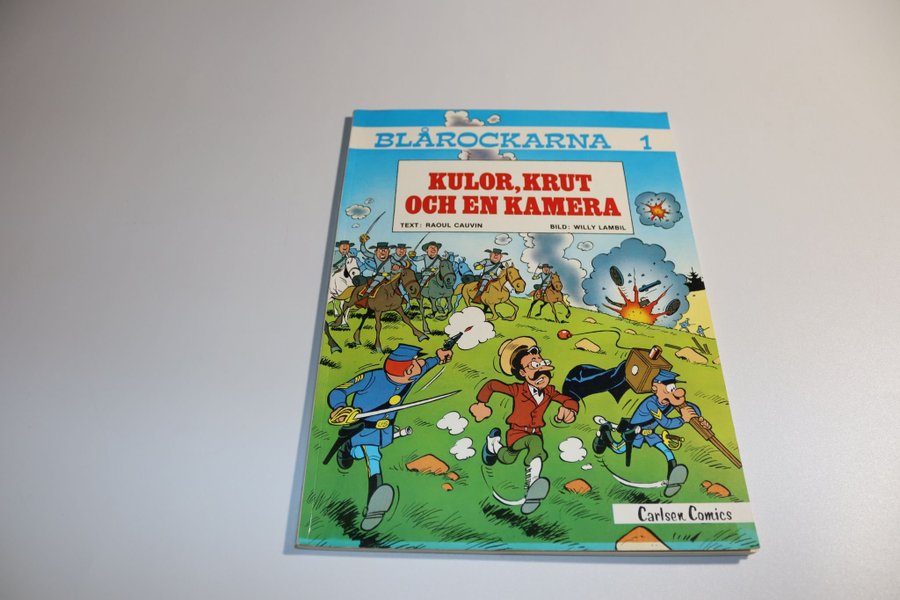 BLÅROCKARNA 1
KULOR, KRUT
OCH EN KAMERA
TEXT: RAOUL CAUVIN BILD: WILLY LAMBIL
Carlsen Comics